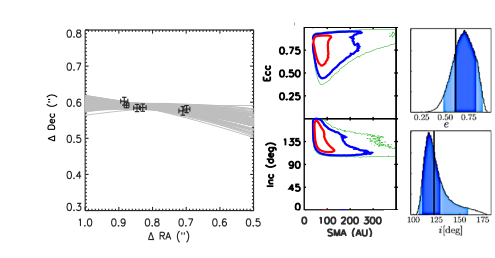 0.8
0.7
0.6
0.5
0.4
0.3
Δ Dec (")
1.0 0.9 0.8 0.7 0.6 0.5
Δ RA (")
0.75
0.50
0.25
Ecc
135
90
45
0
Inc (deg)
0 100 200 300
SMA (AU)
0.25 0.50 0.75
e
100 125 150 175
i[deg]